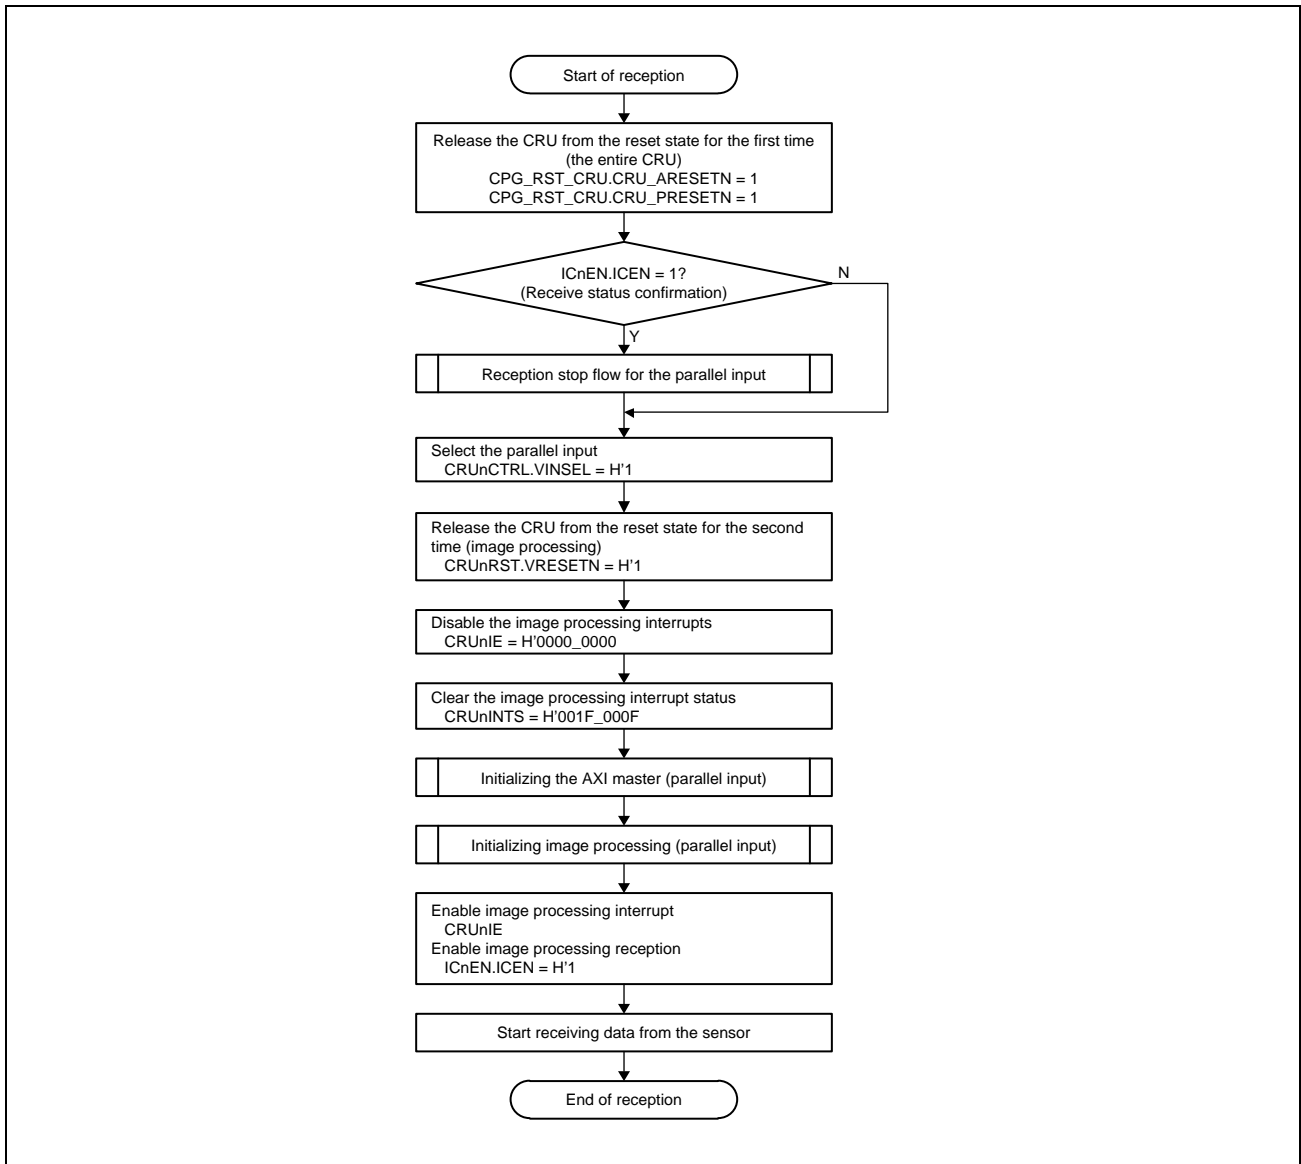 Start of reception
Release the CRU from the reset state for the first time
(the entire CRU)
CPG_RST_CRU.CRU_ARESETN = 1
CPG_RST_CRU.CRU_PRESETN = 1
ICnEN.ICEN = 1?
(Receive status confirmation)
N
Y
Reception stop flow for the parallel input
Select the parallel input
CRUnCTRL.VINSEL = H'1
Release the CRU from the reset state for the second
time (image processing)
CRUnRST.VRESETN = H'1
Disable the image processing interrupts
CRUnIE = H'0000_0000
Clear the image processing interrupt status
CRUnINTS = H'001F_000F
Initializing the AXI master (parallel input)
Initializing image processing (parallel input)
Enable image processing interrupt
CRUnIE
Enable image processing reception
ICnEN.ICEN = H'1
Start receiving data from the sensor
End of reception